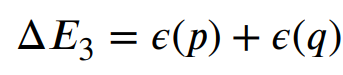 ΔE₃ = ϵ(p) + ϵ(q)